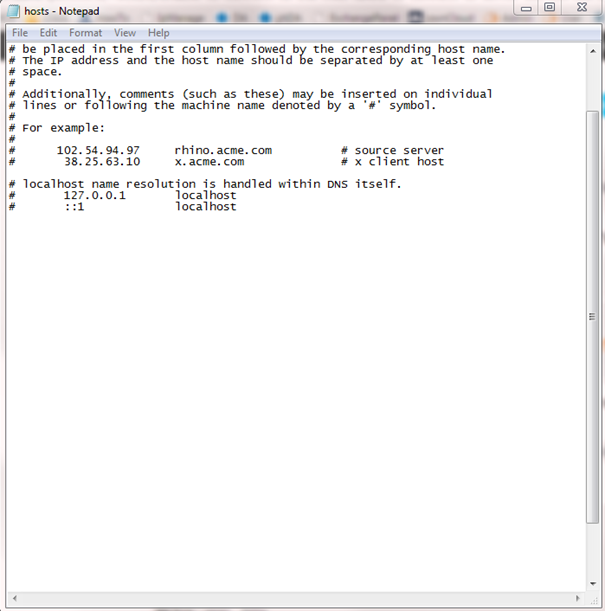 hosts - Notepad
File Edit Format View Help
# be placed in the first column followed by the corresponding host name.
# The IP address and the host name should be separated by at least one
# space.
#
# Additionally, comments (such as these) may be inserted on individual
# lines or following the machine name denoted by a '#' symbol.
#
# For example:
#
#      102.54.94.97     rhino.acme.com          # source server
#       38.25.63.10     x.acme.com              # x client host

# localhost name resolution is handled within DNS itself.
#       127.0.0.1       localhost
#       ::1             localhost